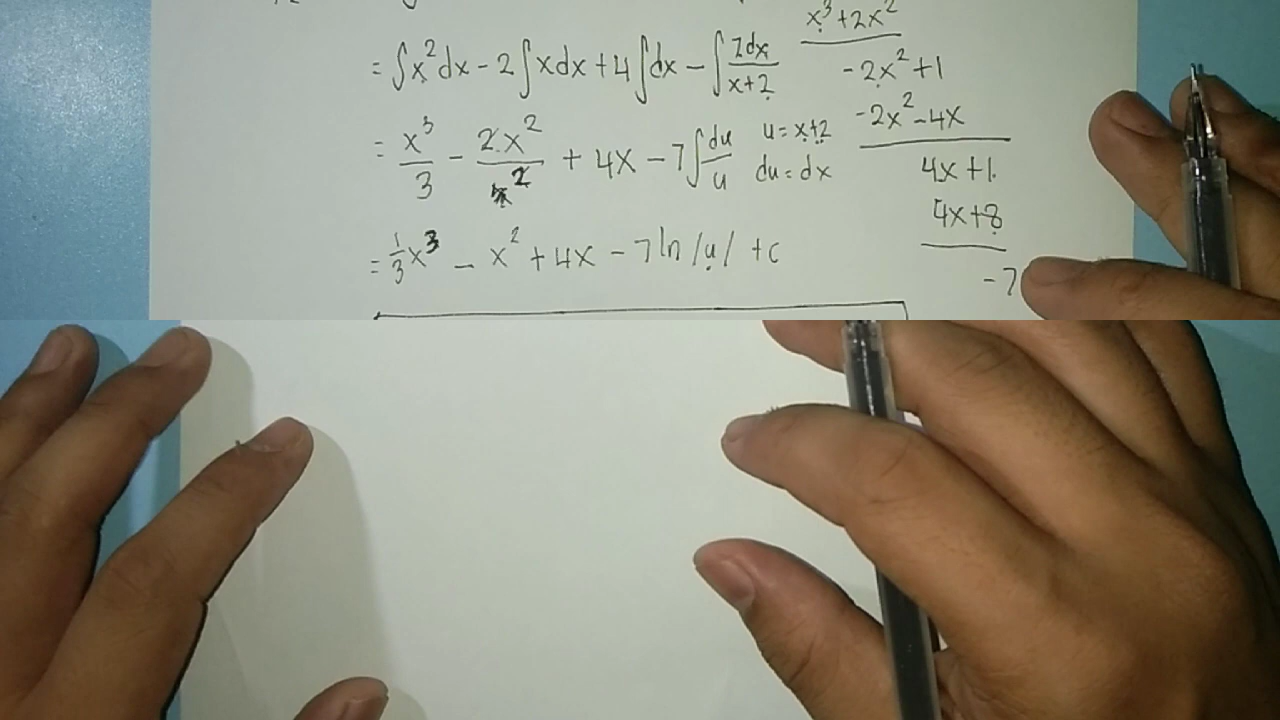 = ∫x²dx - 2∫xdx + 4∫dx - ∫7dx/x+2
= x³/3 - 2x²/2 + 4x - 7∫du/u
u = x+2
du = dx
= 1/3x³ - x² + 4x - 7ln|u| + c
x³+2x²
-2x²+1
-2x²-4x
4x+1
4x+8
-7